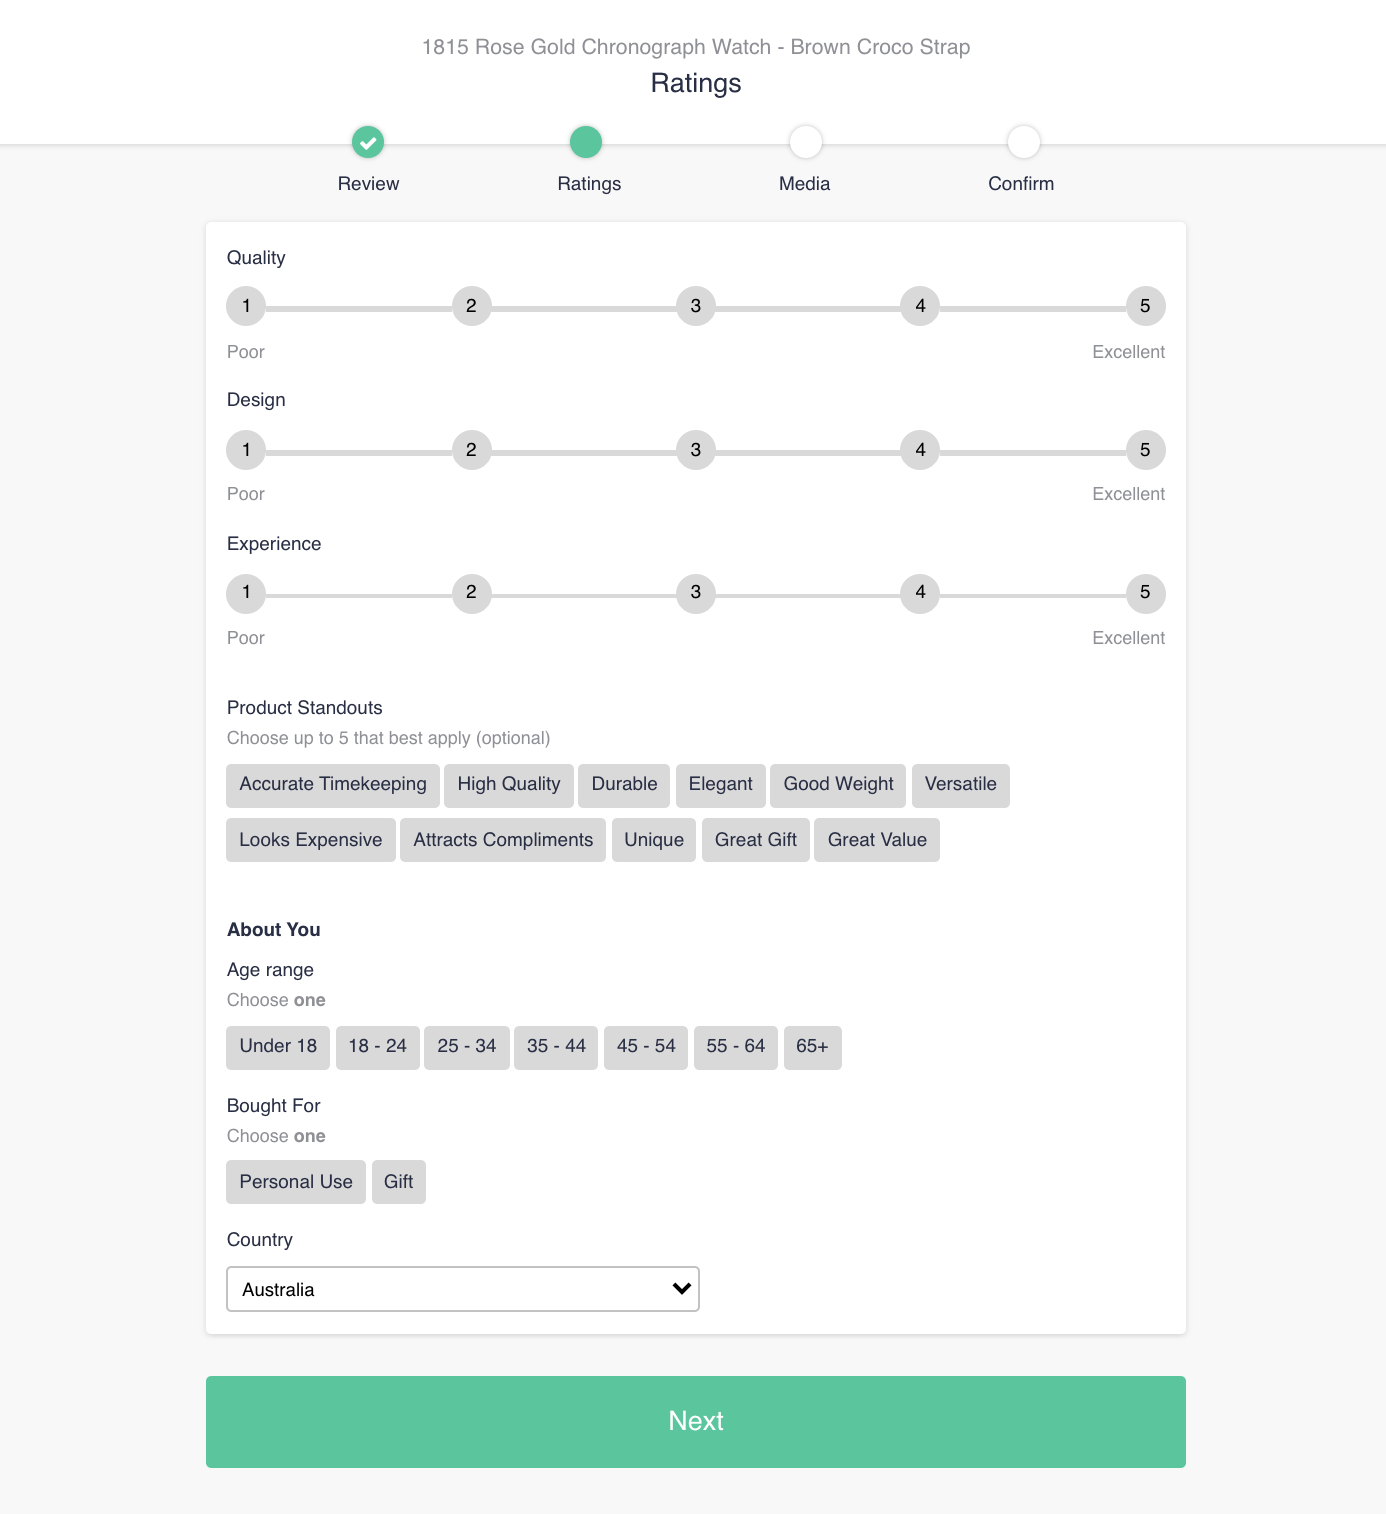 1815 Rose Gold Chronograph Watch - Brown Croco Strap
Ratings
Review Ratings Media Confirm
Quality
1 2 3 4 5
Poor Excellent
Design
1 2 3 4 5
Poor Excellent
Experience
1 2 3 4 5
Poor Excellent
Product Standouts
Choose up to 5 that best apply (optional)
Accurate Timekeeping High Quality Durable Elegant Good Weight Versatile
Looks Expensive Attracts Compliments Unique Great Gift Great Value
About You
Age range
Choose one
Under 18 18 - 24 25 - 34 35 - 44 45 - 54 55 - 64 65+
Bought For
Choose one
Personal Use Gift
Country
Australia
Next